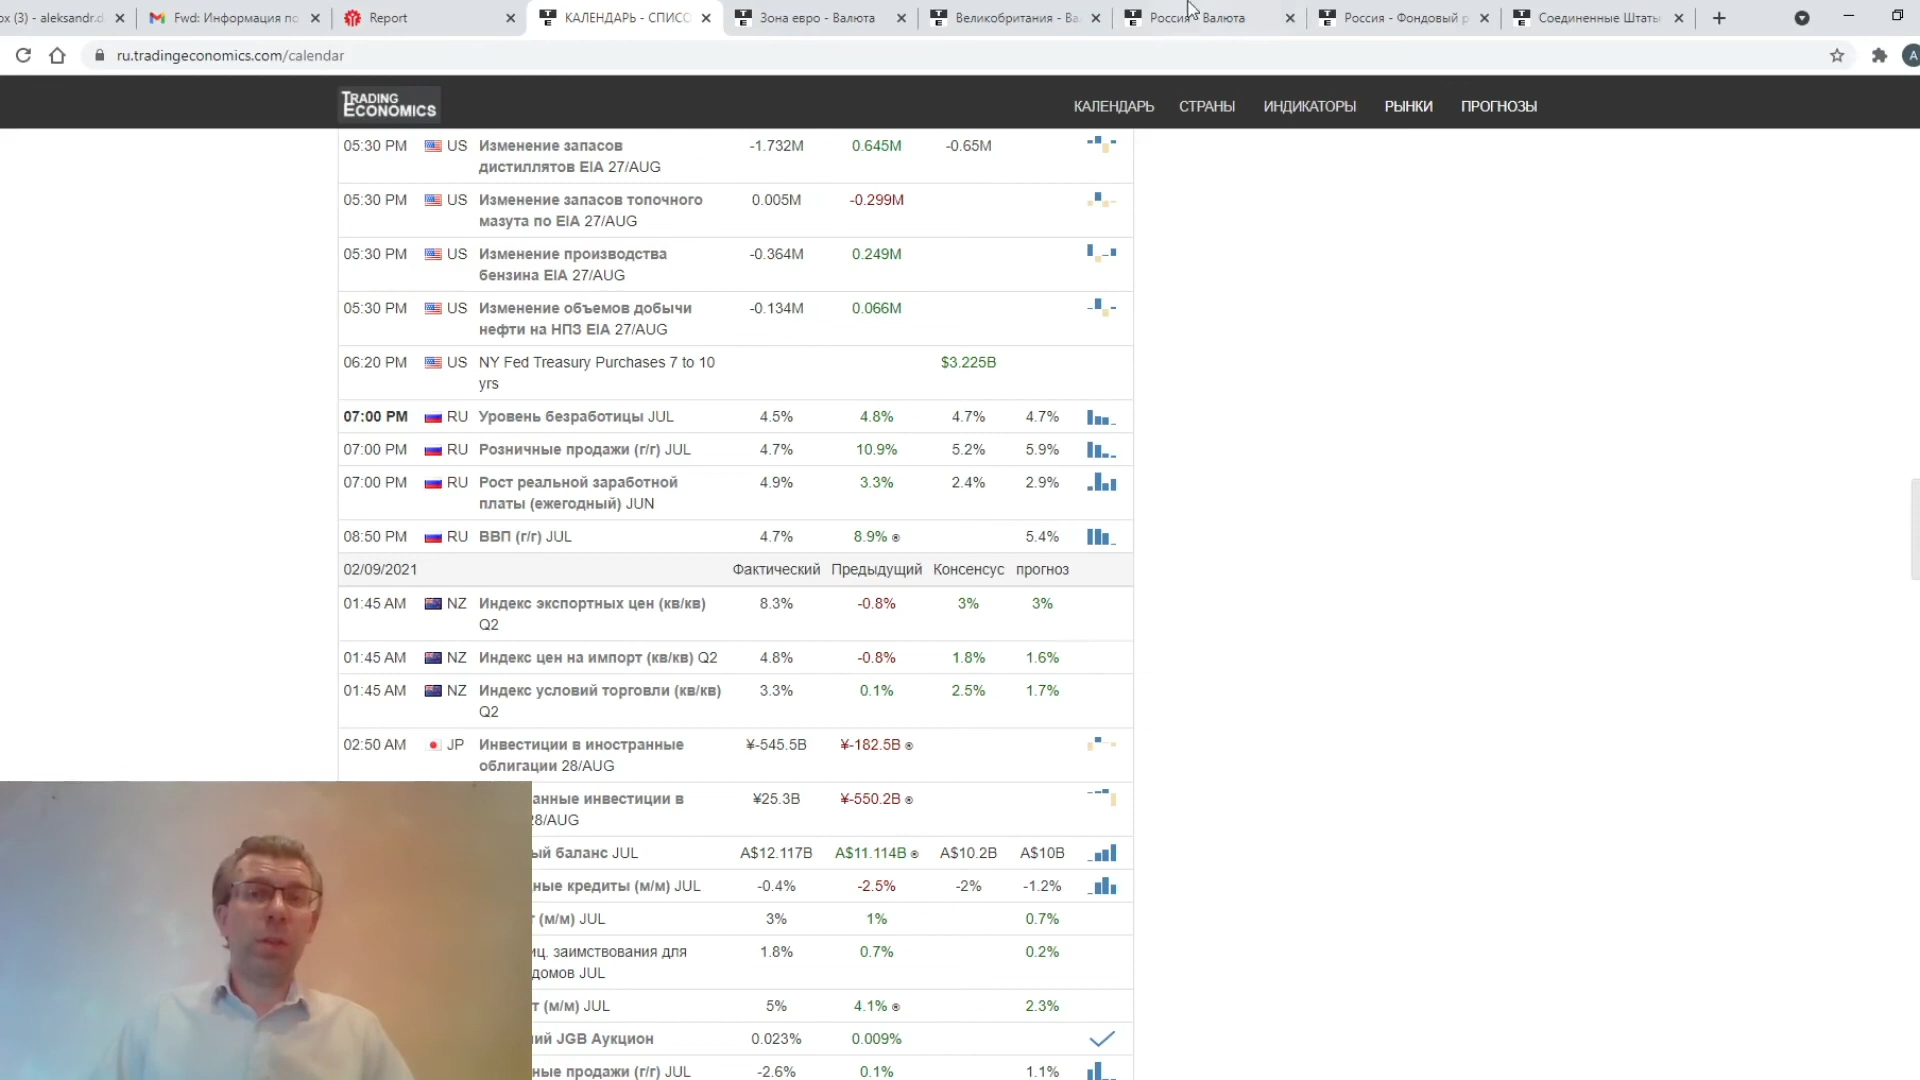 ox (3) - aleksandr.d
Fwd: Информация по
Report
КАЛЕНДАРЬ - СПИСО
Зона евро - Валюта
Великобритания - Ва
Россия - Валюта
Россия - Фондовый р
Соединенные Штаты
ru.tradingeconomics.com/calendar
A
TRADING ECONOMICS
КАЛЕНДАРЬ СТРАНЫ ИНДИКАТОРЫ РЫНКИ ПРОГНОЗЫ
05:30 PM US Изменение запасов -1.732M 0.645M -0.65M
дистиллятов EIA 27/AUG
05:30 PM US Изменение запасов топочного 0.005M -0.299M
мазута по EIA 27/AUG
05:30 PM US Изменение производства -0.364M 0.249M
бензина EIA 27/AUG
05:30 PM US Изменение объемов добычи -0.134M 0.066M
нефти на НПЗ EIA 27/AUG
06:20 PM US NY Fed Treasury Purchases 7 to 10 $3.225B
yrs
07:00 PM RU Уровень безработицы JUL 4.5% 4.8% 4.7% 4.7%
07:00 PM RU Розничные продажи (г/г) JUL 4.7% 10.9% 5.2% 5.9%
07:00 PM RU Рост реальной заработной 4.9% 3.3% 2.4% 2.9%
платы (ежегодный) JUN
08:50 PM RU ВВП (г/г) JUL 4.7% 8.9% ® 5.4%
02/09/2021 Фактический Предыдущий Консенсус прогноз
01:45 AM NZ Индекс экспортных цен (кв/кв) 8.3% -0.8% 3% 3%
Q2
01:45 AM NZ Индекс цен на импорт (кв/кв) Q2 4.8% -0.8% 1.8% 1.6%
01:45 AM NZ Индекс условий торговли (кв/кв) 3.3% 0.1% 2.5% 1.7%
Q2
02:50 AM JP Инвестиции в иностранные ¥-545.5B ¥-182.5B ®
облигации 28/AUG
анные инвестиции в ¥25.3B ¥-550.2B ®
28/AUG
ый баланс JUL A$12.117B A$11.114B ® A$10.2B A$10B
ные кредиты (м/м) JUL -0.4% -2.5% -2% -1.2%
т (м/м) JUL 3% 1% 0.7%
иц. заимствования для 1.8% 0.7% 0.2%
домов JUL
т (м/м) JUL 5% 4.1% ® 2.3%
ий JGB Аукцион 0.023% 0.009%
ные продажи (г/г) JUL -2.6% 0.1% 1.1%